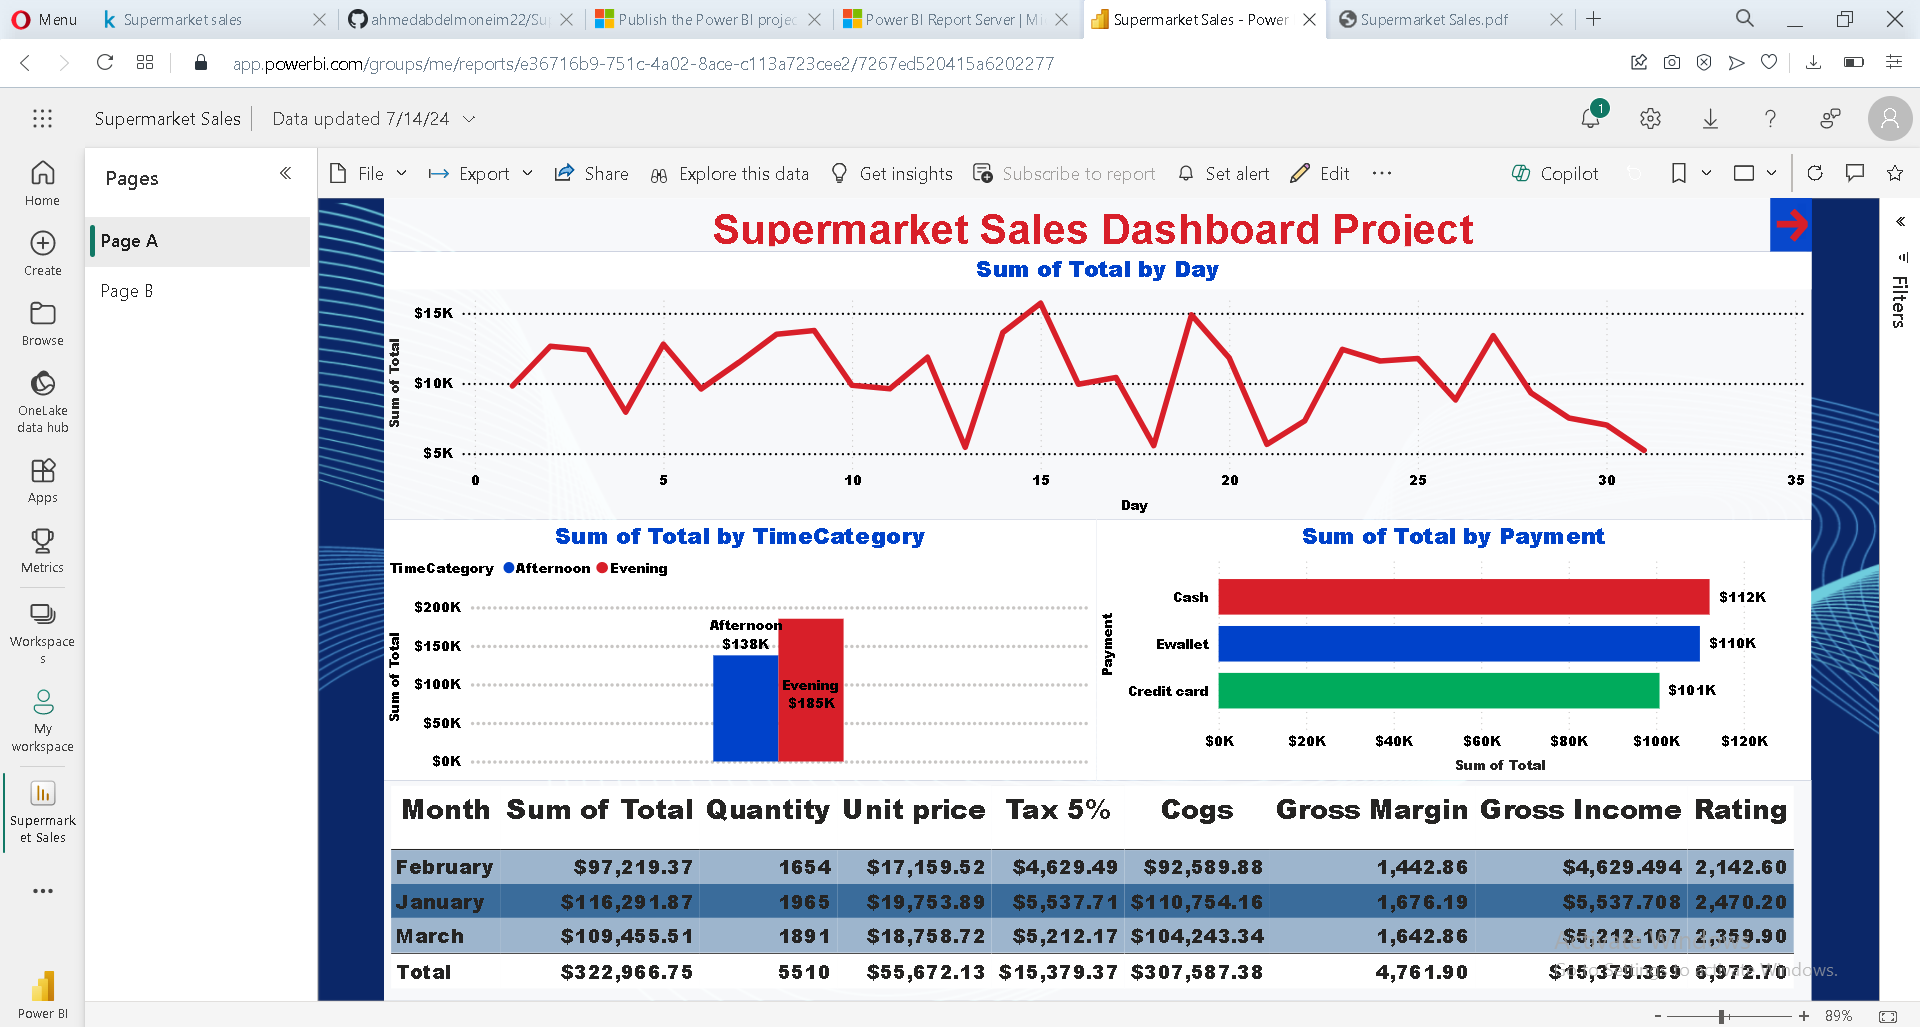 Menu
Supermarket sales
ahmedabdelmoneim22/Su
Publish the Power BI projec
Power BI Report Server | Mi
Supermarket Sales - Power
Supermarket Sales.pdf
app.powerbi.com/groups/me/reports/e36716b9-751c-4a02-8ace-c113a723cee2/7267ed520415a6202277
Supermarket Sales
Data updated 7/14/24
1
Home
Create
Browse
OneLake
data hub
Apps
Metrics
Workspace
s
My
workspace
Supermark
et Sales
Power BI
Pages
Page A
Page B
File
Export
Share
Explore this data
Get insights
Subscribe to report
Set alert
Edit
Copilot
Filters
Supermarket Sales Dashboard Project
Sum of Total by Day
Sum of Total
$15K
$10K
$5K
0 5 10 15 20 25 30 35
Day
Sum of Total by TimeCategory
TimeCategory Afternoon Evening
Sum of Total
$200K
$150K
$100K
$50K
$0K
Afternoon
$138K
Evening
$185K
Sum of Total by Payment
Payment
Cash $112K
Ewallet $110K
Credit card $101K
$0K $20K $40K $60K $80K $100K $120K
Sum of Total
Month Sum of Total Quantity Unit price Tax 5% Cogs Gross Margin Gross Income Rating
February $97,219.37 1654 $17,159.52 $4,629.49 $92,589.88 1,442.86 $4,629.494 2,142.60
January $116,291.87 1965 $19,753.89 $5,537.71 $110,754.16 1,676.19 $5,537.708 2,470.20
March $109,455.51 1891 $18,758.72 $5,212.17 $104,243.34 1,642.86 $5,212.167 2,359.90
Total $322,966.75 5510 $55,672.13 $15,379.37 $307,587.38 4,761.90 $15,379.369 6,972.70
Activate Windows
Go to Settings to activate Windows.
89%